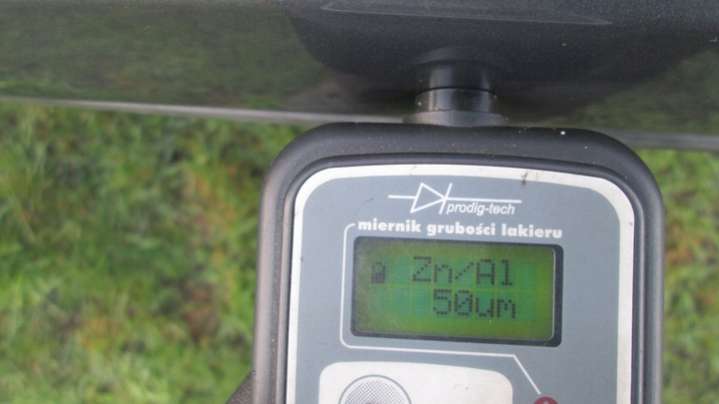 prodig-tech
miernik grubości lakieru
Zn/Al
50um